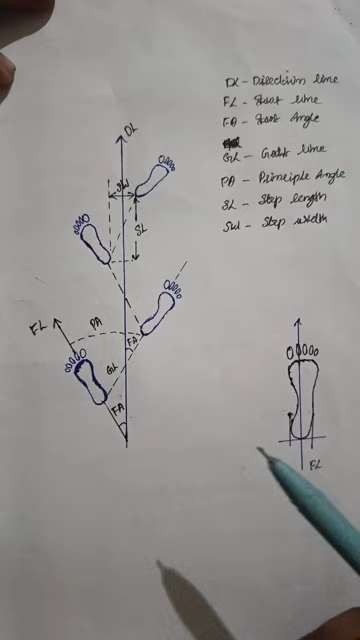 DL - Direction line
FL - Foot line
FA - Foot Angle
GL - Gait line
PA - Principle Angle
SL - Step length
SW - Step width
DL
SW
SL
FL
PA
FA
GL
FA
FL